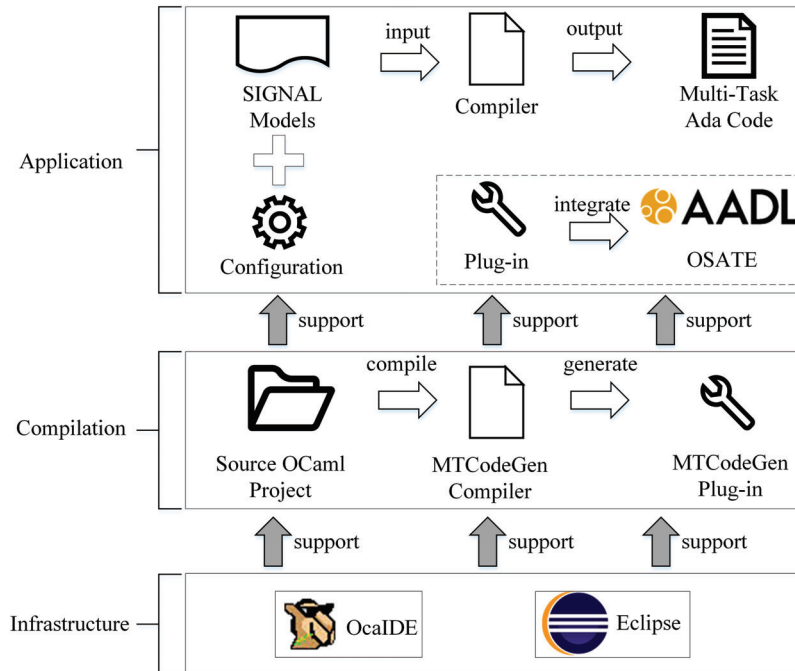 input
output
SIGNAL
Models
Compiler
Multi-Task
Ada Code
Application
Configuration
Plug-in
integrate
AADL
OSATE
support
support
support
compile
generate
Compilation
Source OCaml
Project
MTCodeGen
Compiler
MTCodeGen
Plug-in
support
support
support
Infrastructure
OcaIDE
Eclipse